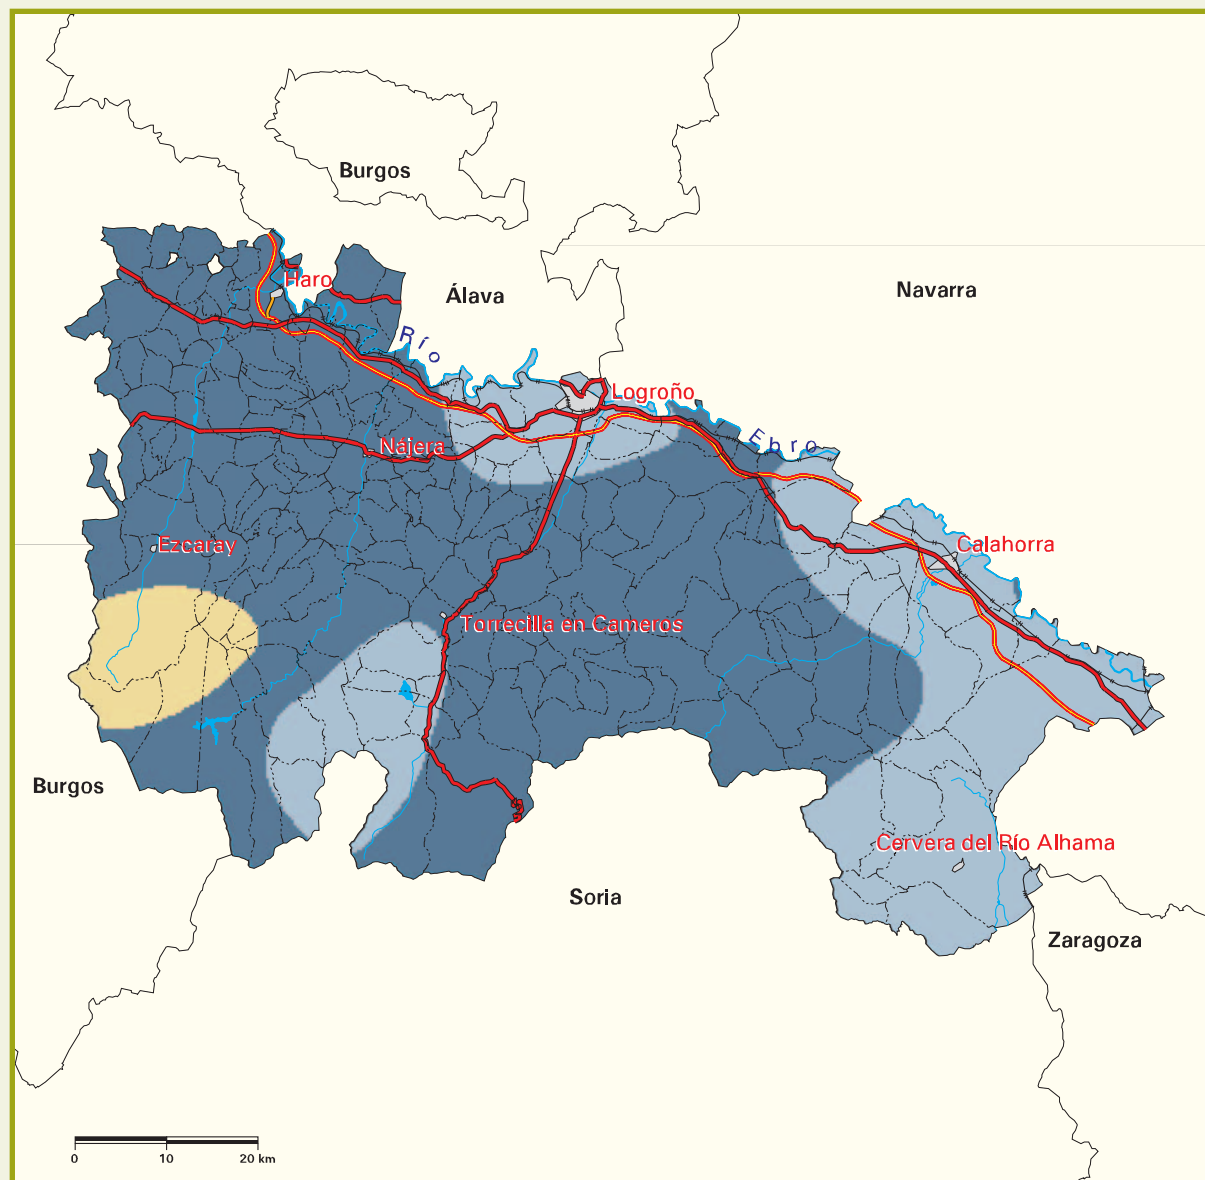 Burgos
Haro
Álava
Navarra
Río
Logroño
Ebro
Nájera
Ezcaray
Calahorra
Torrecilla en Cameros
Burgos
Cervera del Río Alhama
Soria
Zaragoza
0 10 20 km